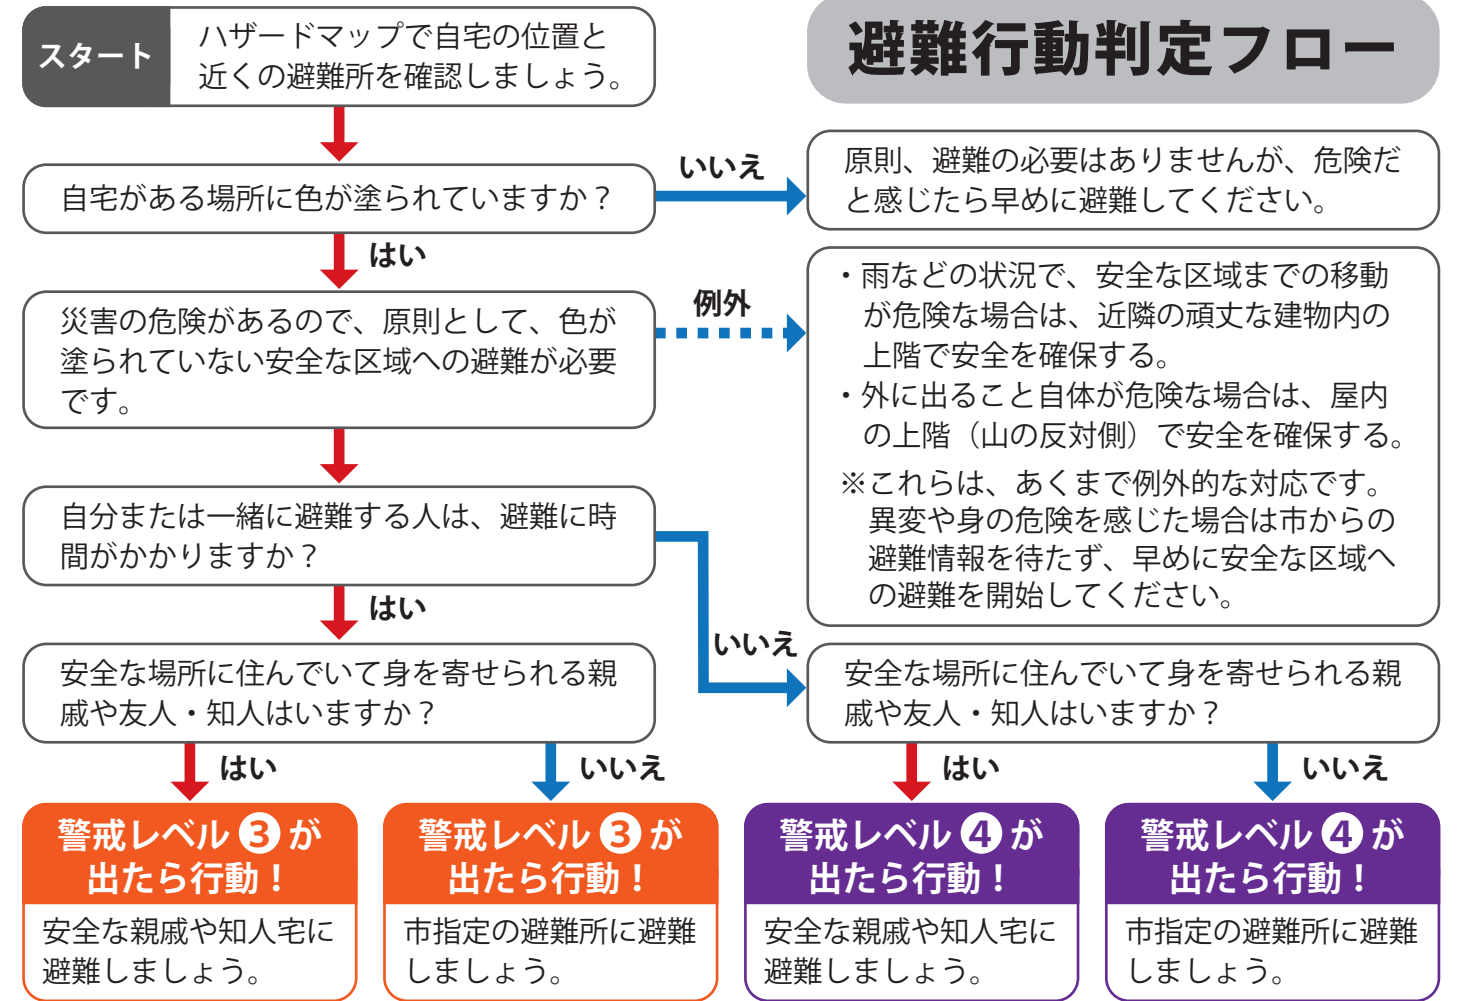 避難行動判定フロー
スタート
ハザードマップで自宅の位置と
近くの避難所を確認しましょう。
自宅がある場所に色が塗られていますか？
いいえ
原則、避難の必要はありませんが、危険だ
と感じたら早めに避難してください。
はい
災害の危険があるので、原則として、色が
塗られていない安全な区域への避難が必要
です。
例外
・雨などの状況で、安全な区域までの移動
が危険な場合は、近隣の頑丈な建物内の
上階で安全を確保する。
・外に出ること自体が危険な場合は、屋内
の上階（山の反対側）で安全を確保する。
※これらは、あくまで例外的な対応です。
異変や身の危険を感じた場合は市からの
避難情報を待たず、早めに安全な区域へ
の避難を開始してください。
自分または一緒に避難する人は、避難に時
間がかかりますか？
はい
いいえ
安全な場所に住んでいて身を寄せられる親
戚や友人・知人はいますか？
安全な場所に住んでいて身を寄せられる親
戚や友人・知人はいますか？
はい
いいえ
はい
いいえ
警戒レベル❸が
出たら行動！
安全な親戚や知人宅に
避難しましょう。
警戒レベル❸が
出たら行動！
市指定の避難所に避難
しましょう。
警戒レベル❹が
出たら行動！
安全な親戚や知人宅に
避難しましょう。
警戒レベル❹が
出たら行動！
市指定の避難所に避難
しましょう。